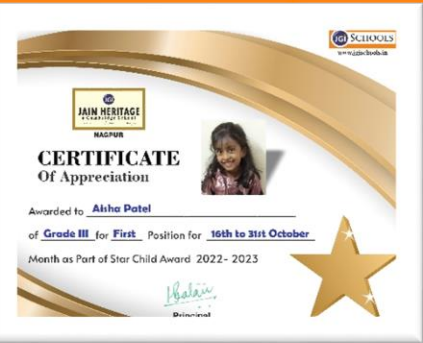 JGI SCHOOLS
www.jgischools.in
JGI
JAIN HERITAGE
a Cambridge School
NAGPUR
CERTIFICATE
Of Appreciation
Awarded to Aisha Patel
of Grade III for First Position for 16th to 31st October
Month as Part of Star Child Award 2022- 2023
Principal